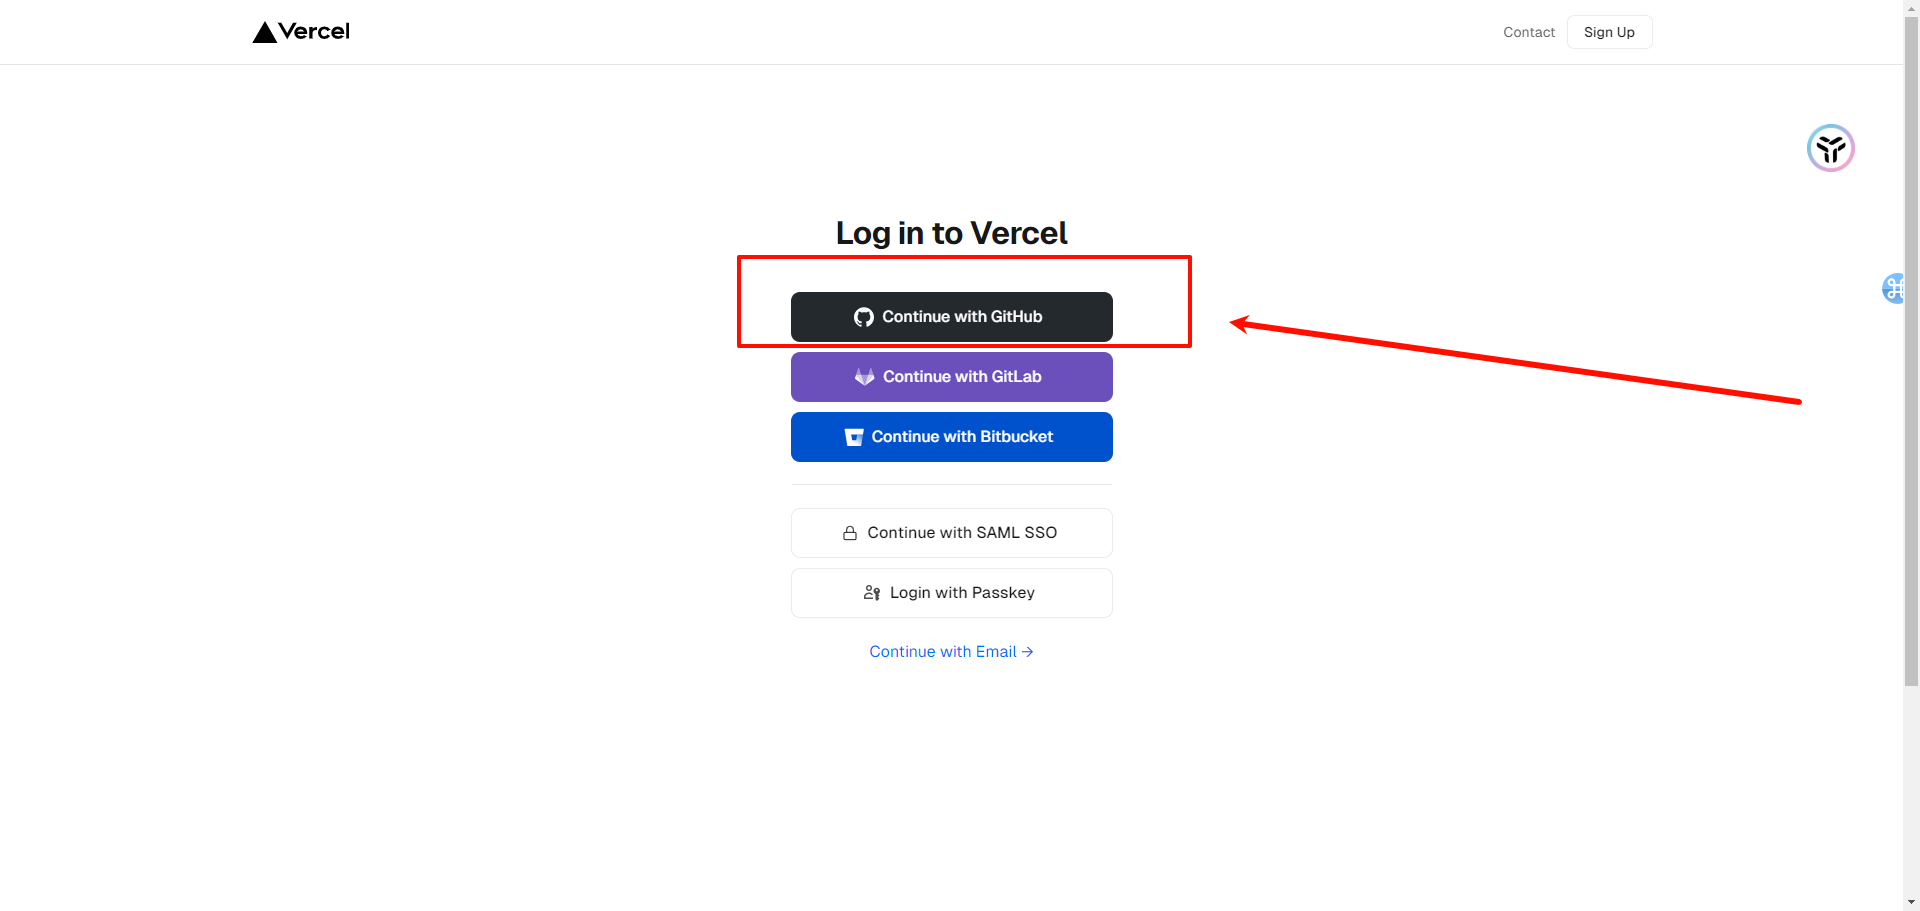 Vercel
Contact
Sign Up
Log in to Vercel
Continue with GitHub
Continue with GitLab
Continue with Bitbucket
Continue with SAML SSO
Login with Passkey
Continue with Email →